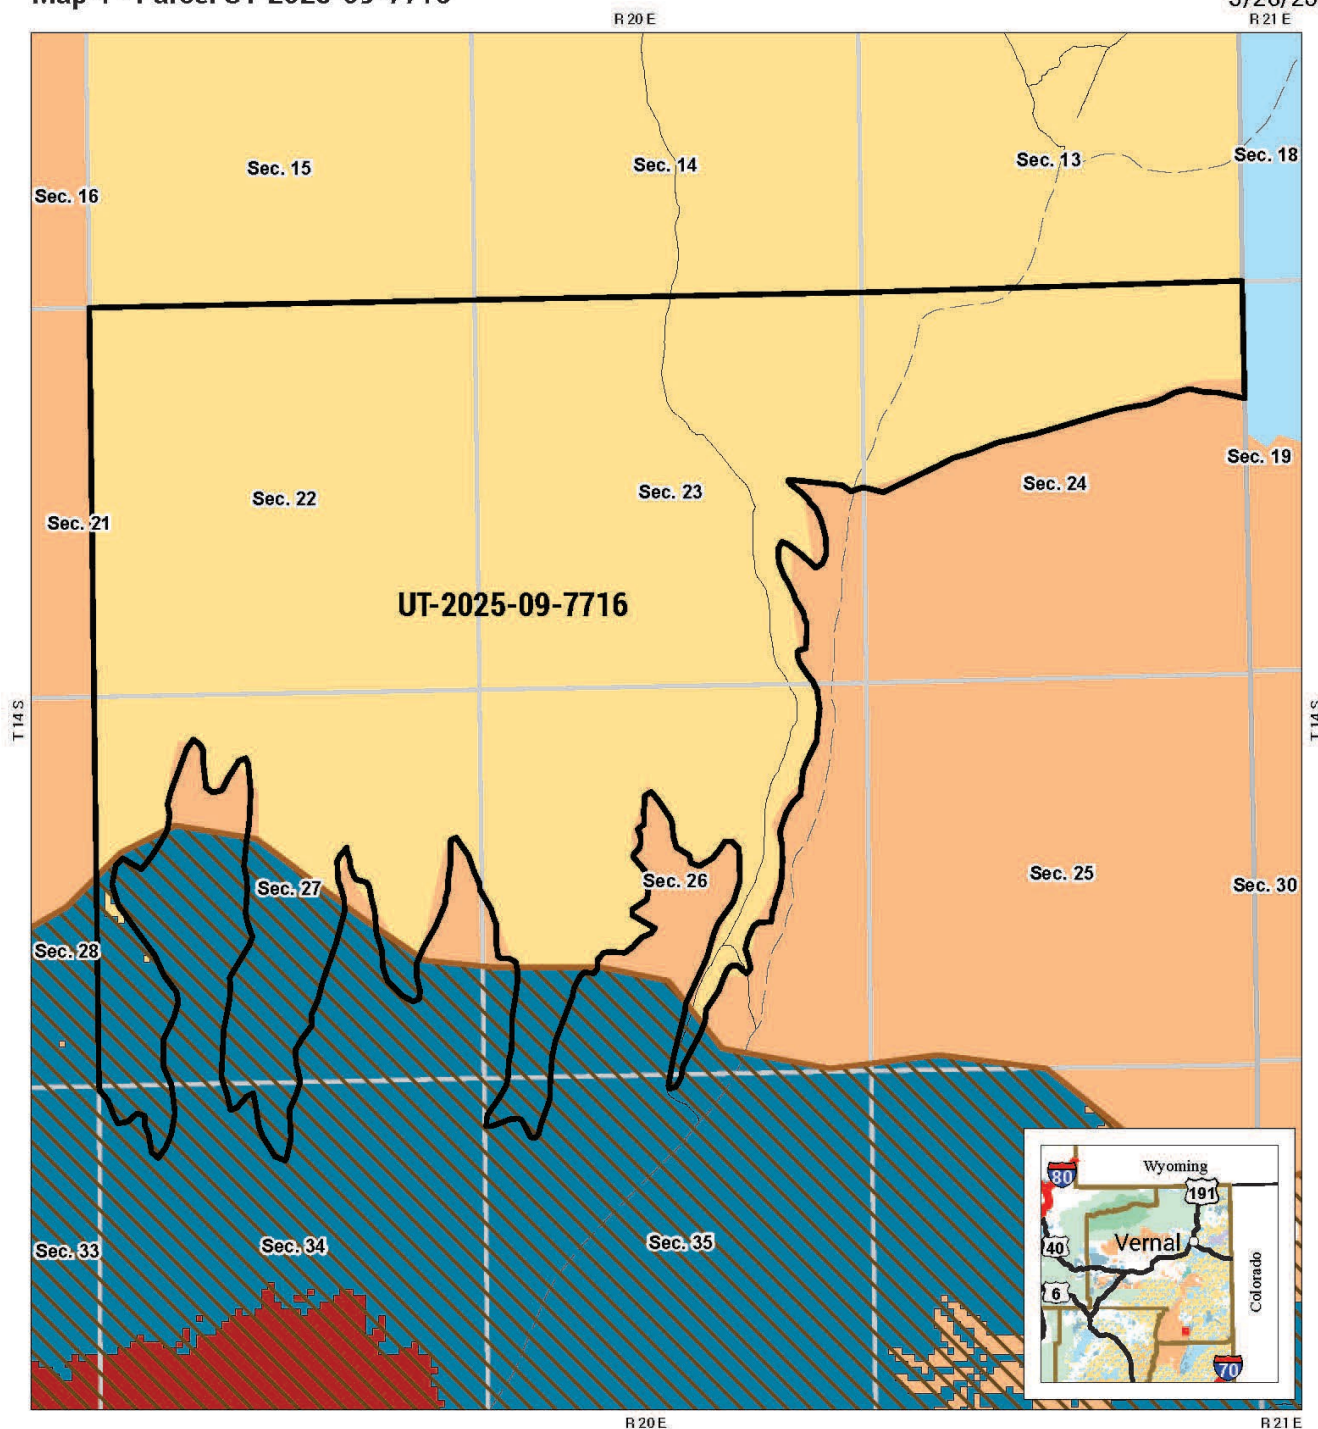 R 20 E
R 21 E
Sec. 15
Sec. 14
Sec. 13
Sec. 18
Sec. 16
Sec. 22
Sec. 23
Sec. 24
Sec. 19
Sec. 21
UT-2025-09-7716
T 14 S
T 14 S
Sec. 27
Sec. 26
Sec. 25
Sec. 30
Sec. 28
Sec. 33
Sec. 34
Sec. 35
Wyoming
80
191
40
Vernal
6
Colorado
70
R 20 E
R 21 E